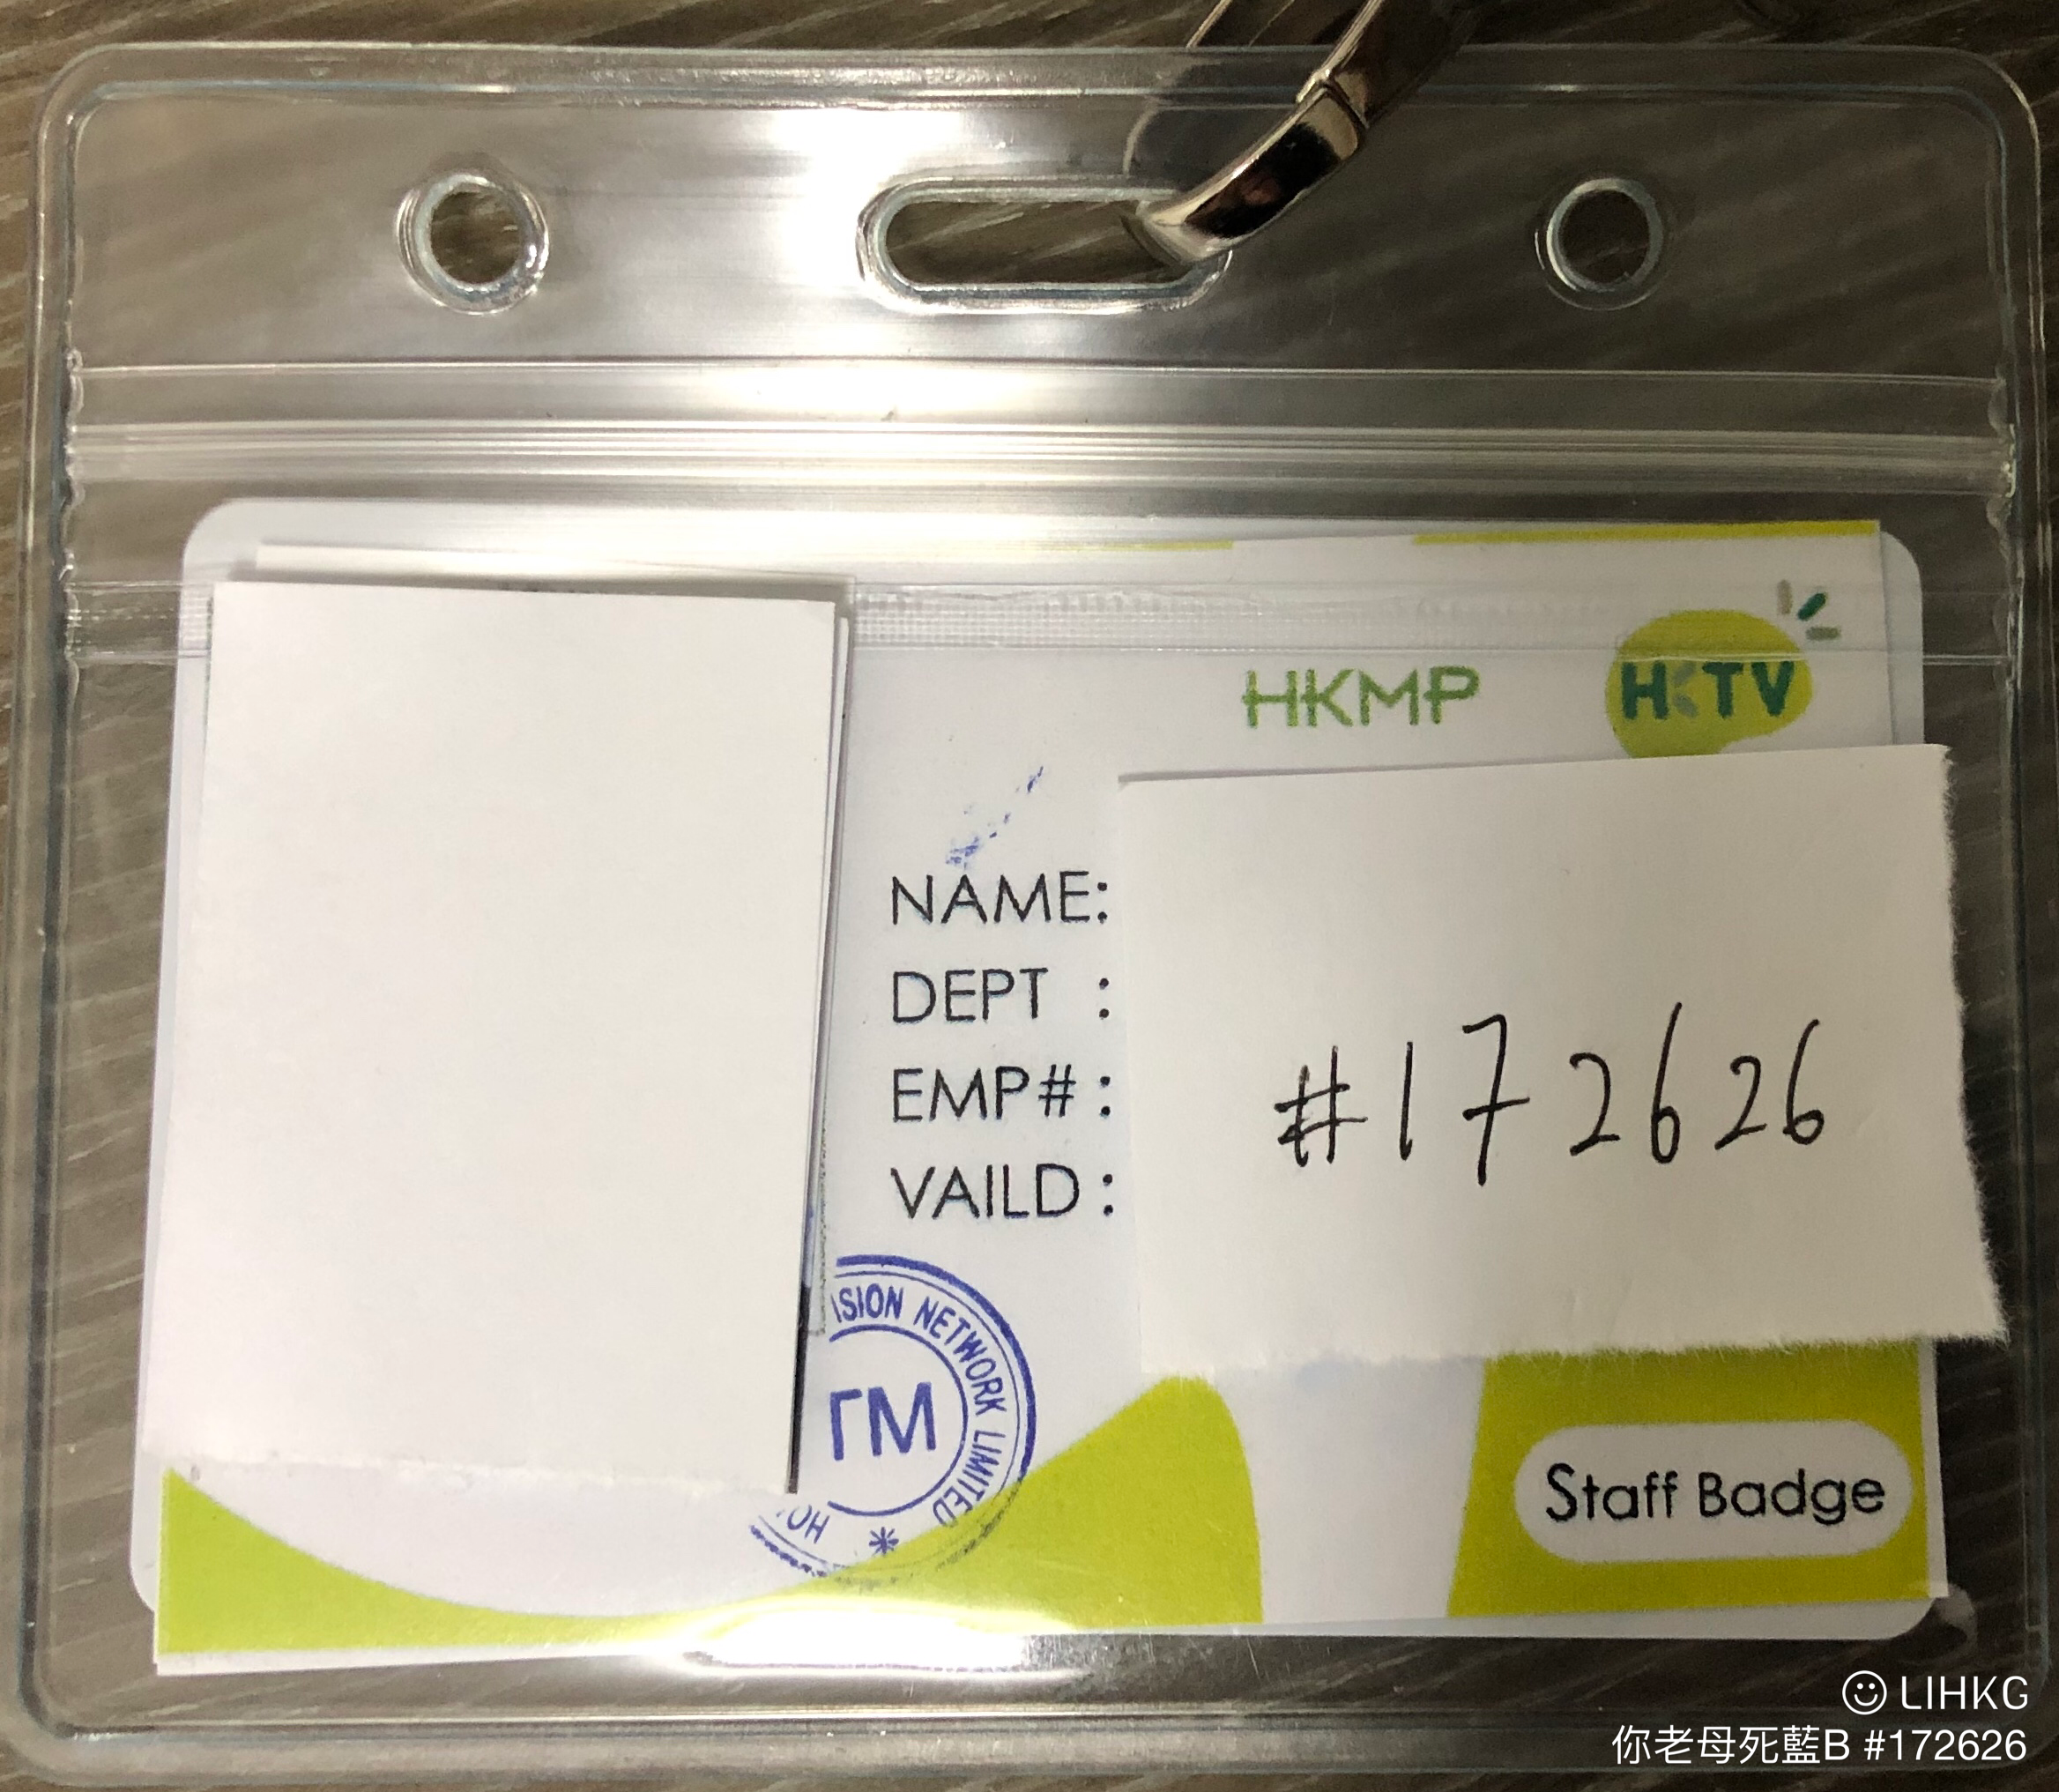 HKMP
HKTV
NAME:
DEPT :
EMP# :
VAILD :
#172626
NETWORK LIMITED
TM
*
Staff Badge
LIHKG
你老母死藍B #172626